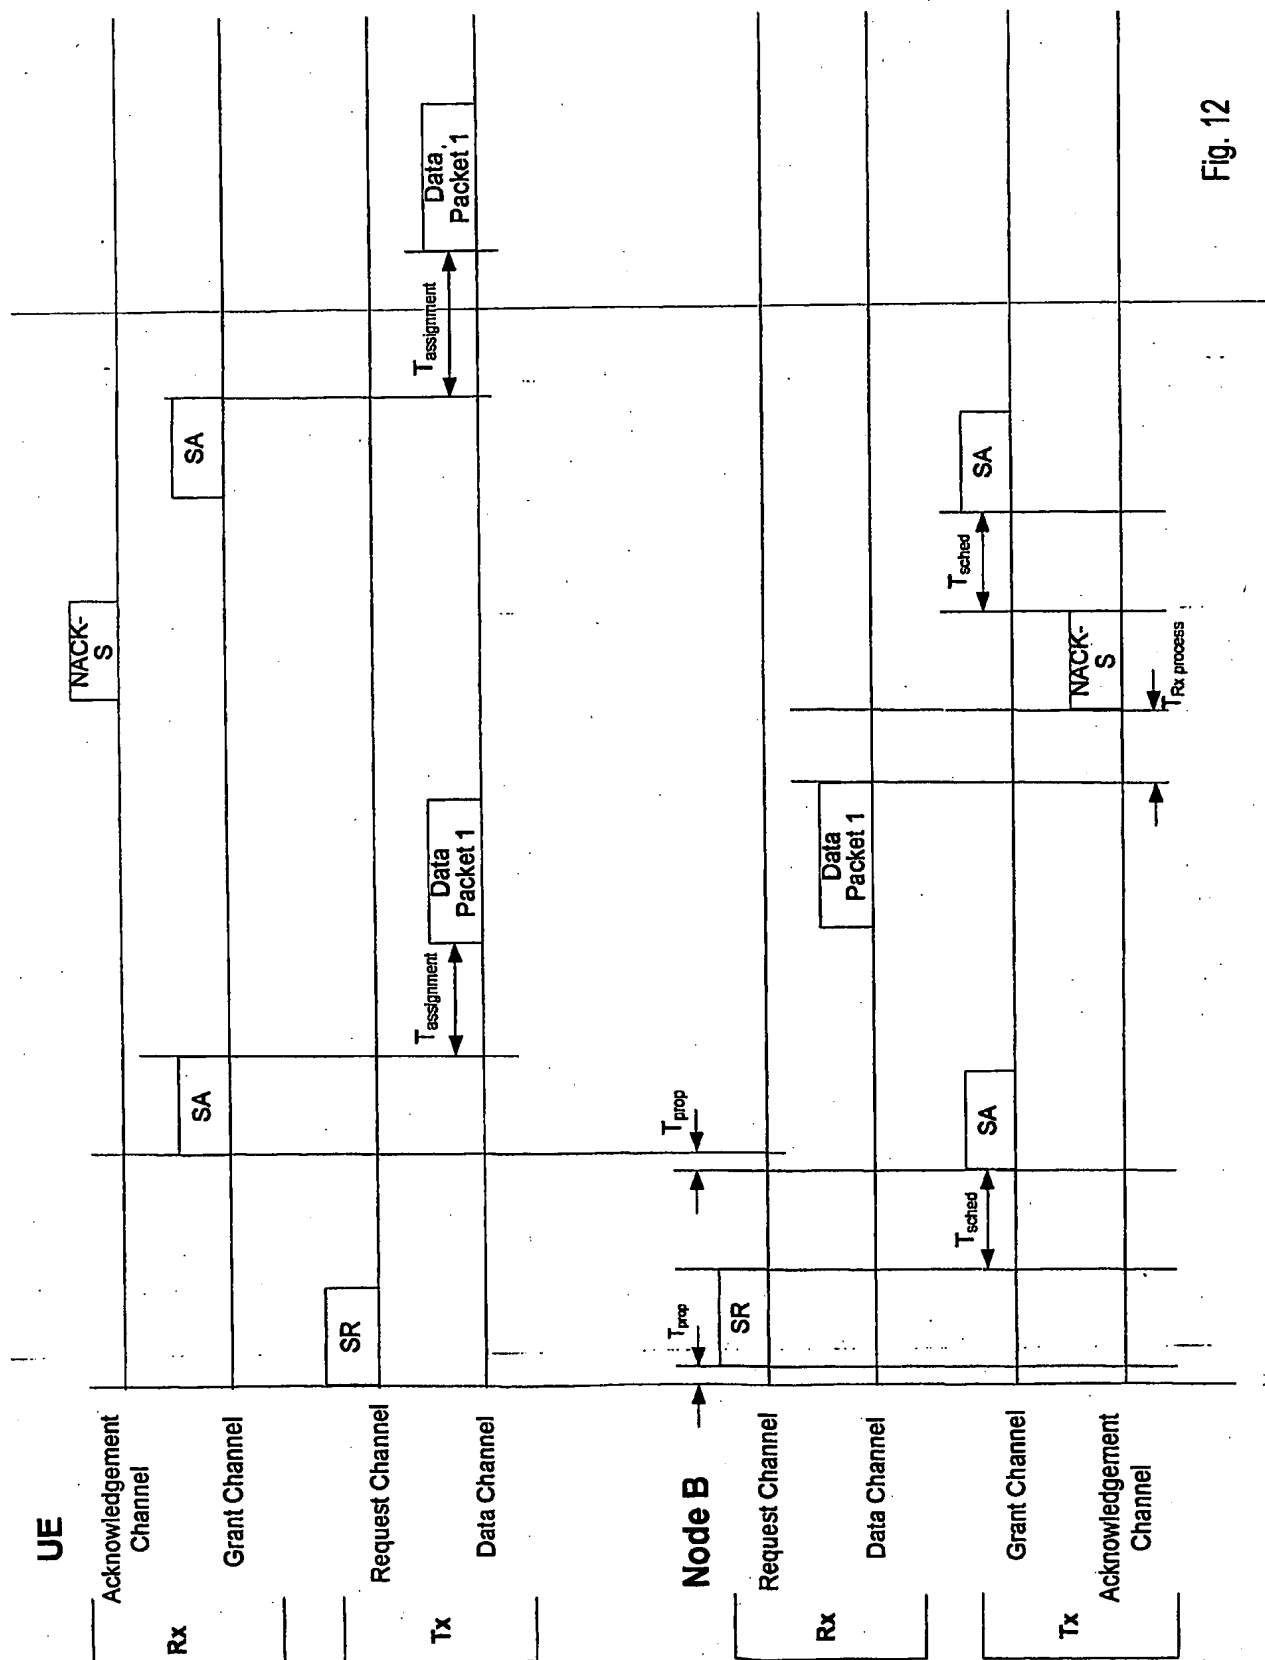 UE
Rx
Acknowledgement
Channel
NACK-
S
Grant Channel
SA
SA
Tx
Request Channel
SR
Data Channel
Tassignment
Data
Packet 1
Tassignment
Data,
Packet 1
Node B
Tprop
Tprop
Rx
Request Channel
SR
Data Channel
Data
Packet 1
Tx
Grant Channel
Tsched
SA
Tsched
SA
Acknowledgement
Channel
NACK-
S
TRx process
Fig. 12